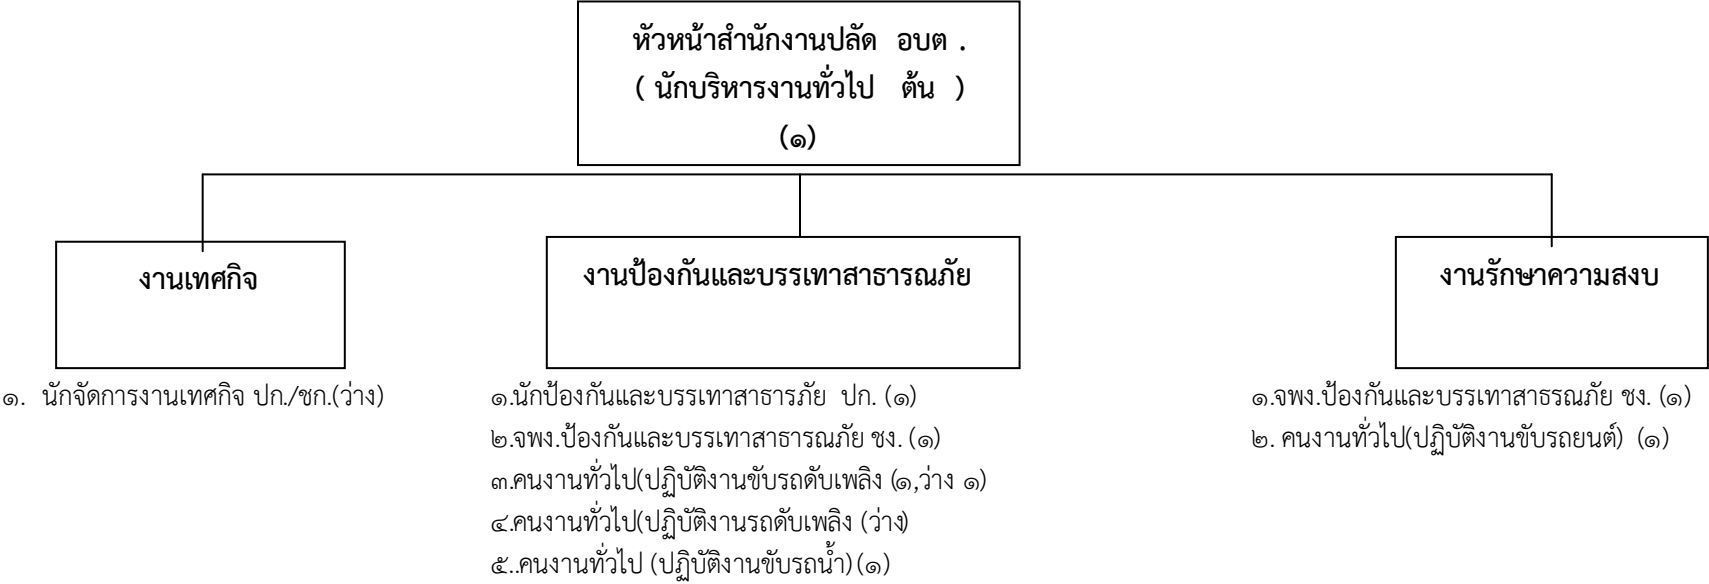 หัวหน้าสำนักงานปลัด อบต .
( นักบริหารงานทั่วไป ต้น )
(๑)
งานเทศกิจ
๑. นักจัดการงานเทศกิจ ปก./ชก.(ว่าง)
งานป้องกันและบรรเทาสาธารณภัย
๑.นักป้องกันและบรรเทาสาธารภัย ปก. (๑)
๒.จพง.ป้องกันและบรรเทาสาธารณภัย ชง. (๑)
๓.คนงานทั่วไป(ปฏิบัติงานขับรถดับเพลิง (๑,ว่าง ๑)
๔.คนงานทั่วไป(ปฏิบัติงานรถดับเพลิง (ว่าง)
๕..คนงานทั่วไป (ปฏิบัติงานขับรถน้ำ) (๑)
งานรักษาความสงบ
๑.จพง.ป้องกันและบรรเทาสาธรณภัย ชง. (๑)
๒. คนงานทั่วไป(ปฏิบัติงานขับรถยนต์) (๑)